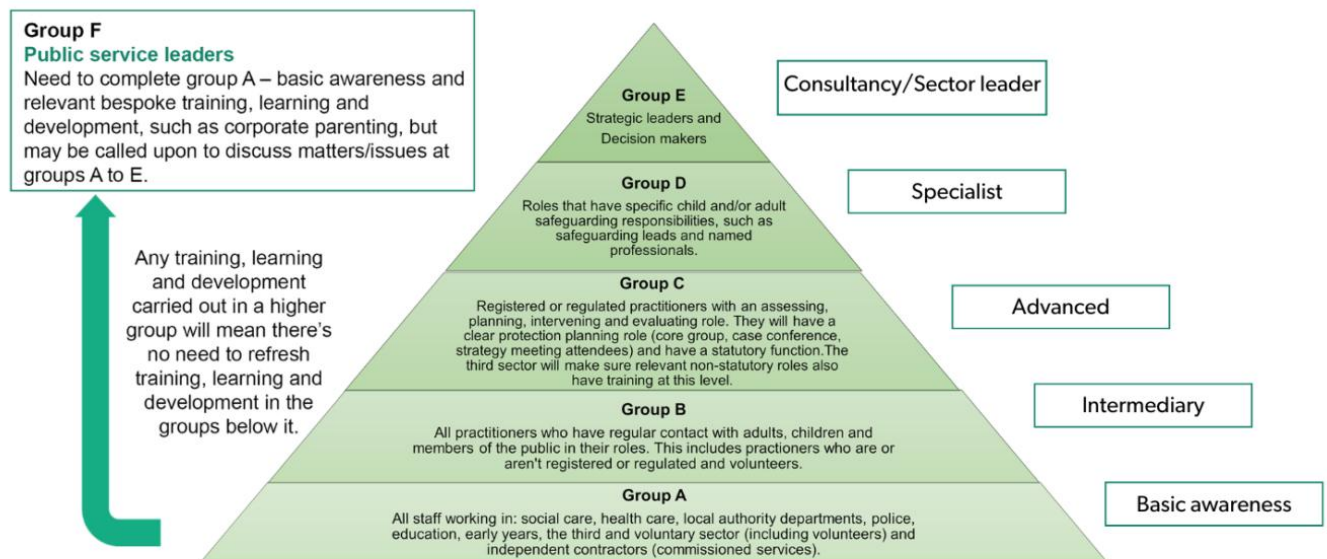 Group F
Public service leaders
Need to complete group A – basic awareness and
relevant bespoke training, learning and
development, such as corporate parenting, but
may be called upon to discuss matters/issues at
groups A to E.
Any training, learning
and development
carried out in a higher
group will mean there's
no need to refresh
training, learning and
development in the
groups below it.
Group E
Strategic leaders and
Decision makers
Consultancy/Sector leader
Group D
Roles that have specific child and/or adult
safeguarding responsibilities, such as
safeguarding leads and named
professionals.
Specialist
Group C
Registered or regulated practitioners with an assessing,
planning, intervening and evaluating role. They will have a
clear protection planning role (core group, case conference,
strategy meeting attendees) and have a statutory function.The
third sector will make sure relevant non-statutory roles also
have training at this level.
Advanced
Group B
All practitioners who have regular contact with adults, children and
members of the public in their roles. This includes practioners who are or
aren't registered or regulated and volunteers.
Intermediary
Group A
All staff working in: social care, health care, local authority departments, police,
education, early years, the third and voluntary sector (including volunteers) and
independent contractors (commissioned services).
Basic awareness